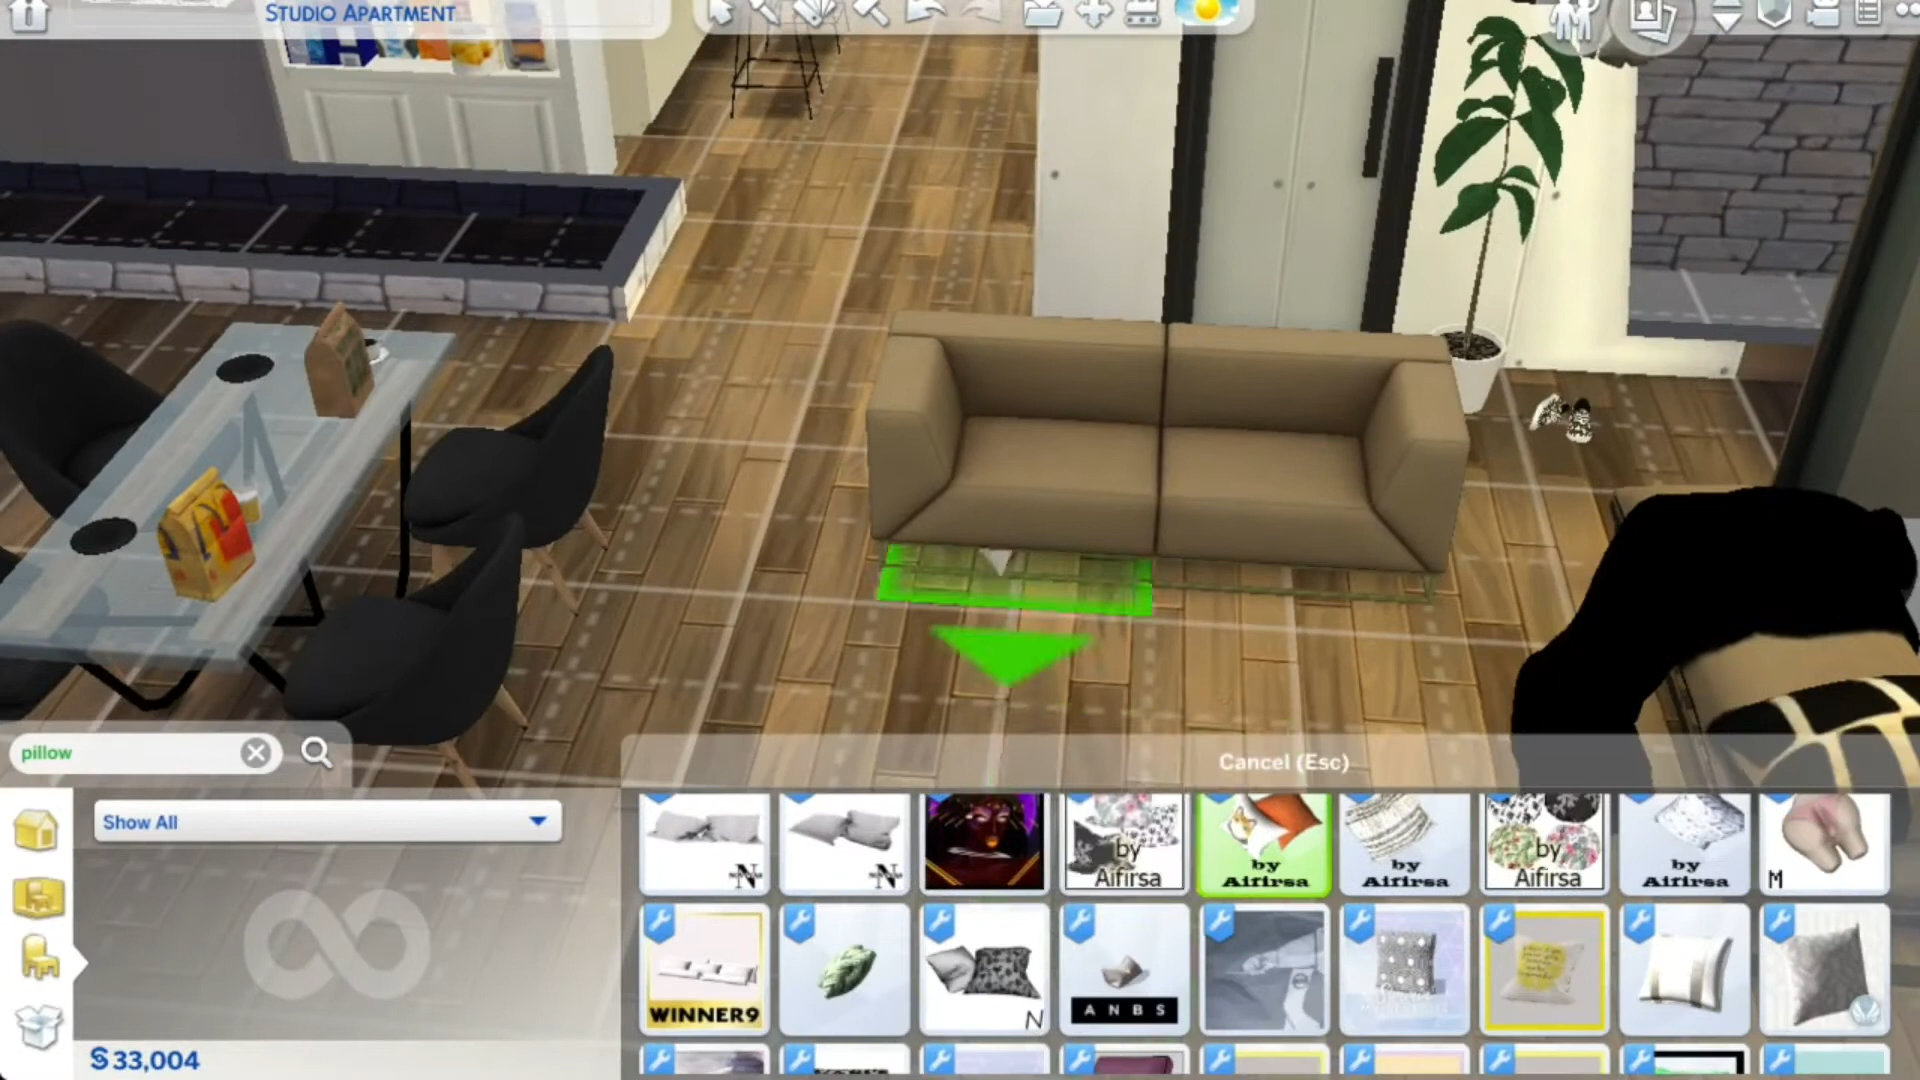 STUDIO APARTMENT
pillow
Cancel (Esc)
Show All
N
N
by
Aifirsa
by
Aifirsa
by
Aifirsa
by
Aifirsa
by
Aifirsa
M
WINNER9
N
ANBS
§33,004